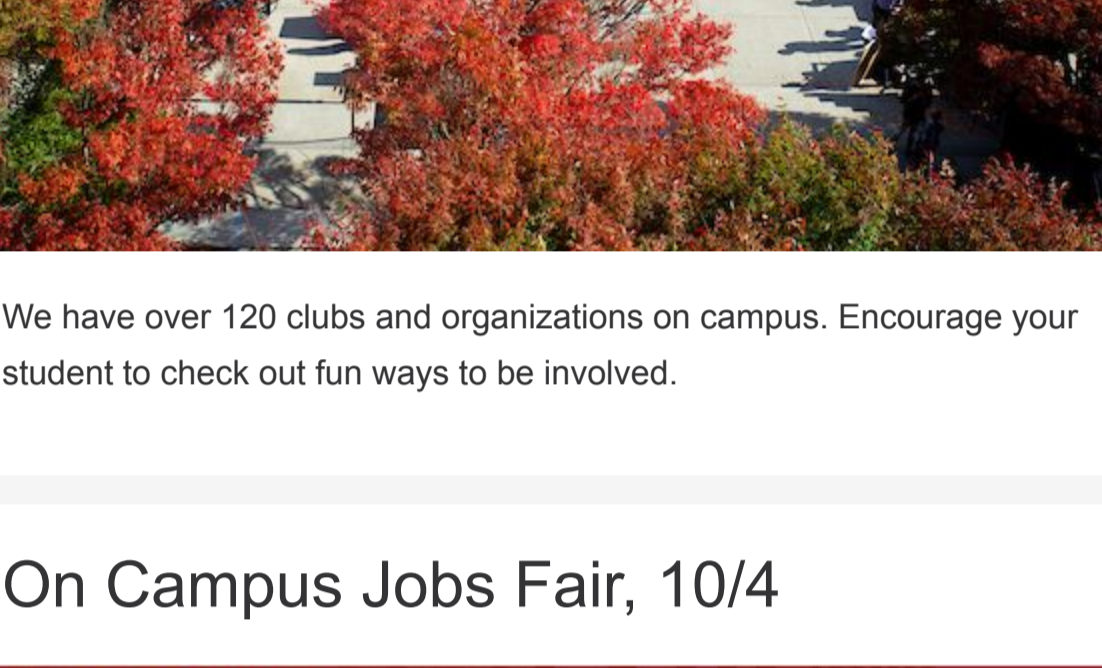 We have over 120 clubs and organizations on campus. Encourage your
student to check out fun ways to be involved.
On Campus Jobs Fair, 10/4